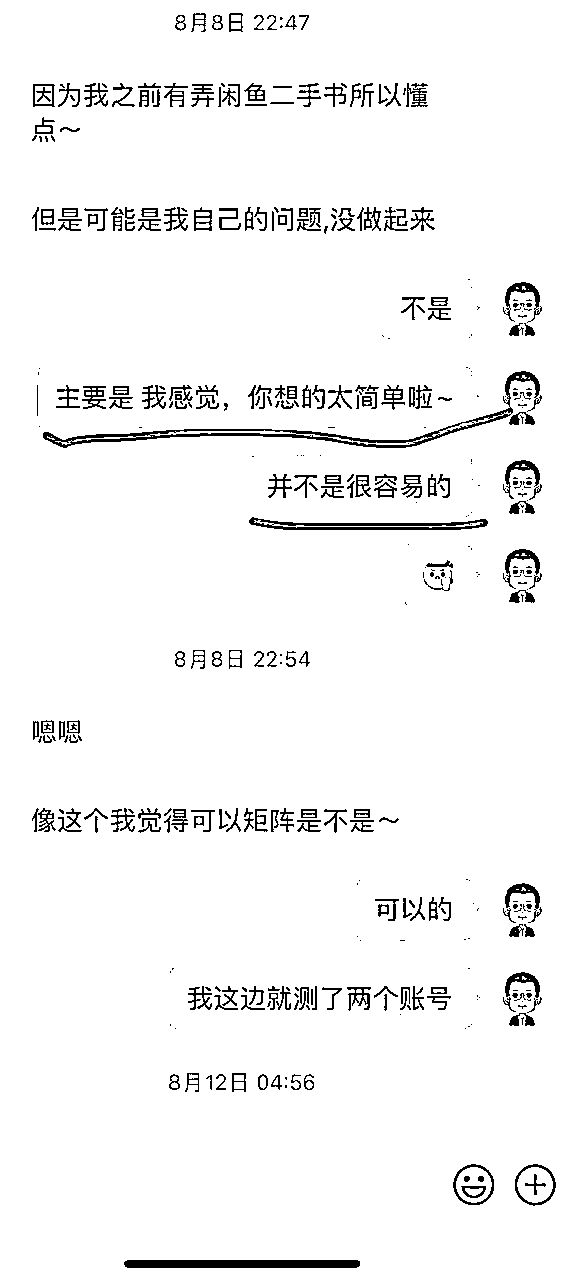 8月8日 22:47
因为我之前有弄闲鱼二手书所以懂
点～
但是可能是我自己的问题,没做起来
不是
主要是 我感觉，你想的太简单啦~
并不是很容易的
8月8日 22:54
嗯嗯
像这个我觉得可以矩阵是不是～
可以的
我这边就测了两个账号
8月12日 04:56